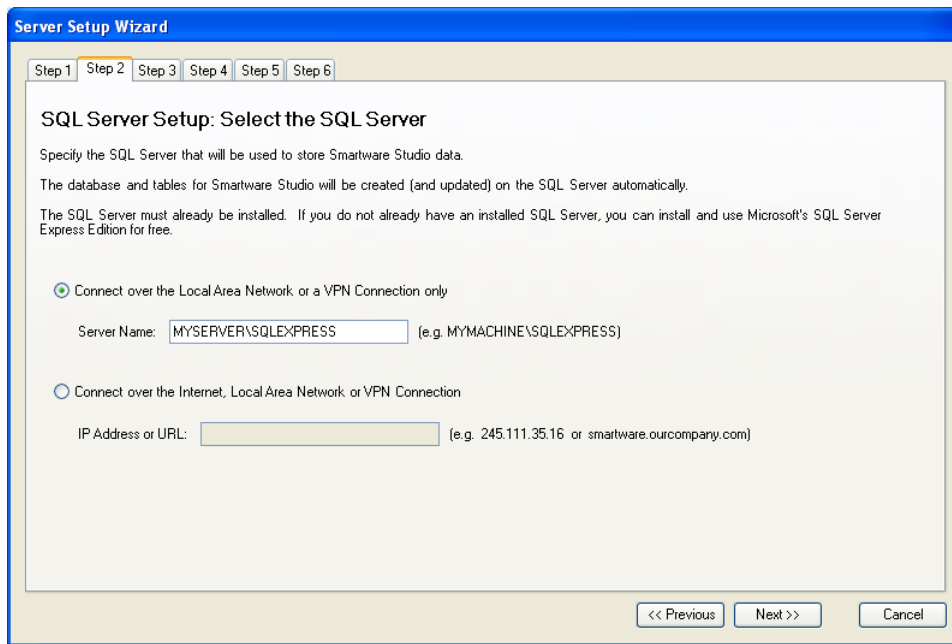 Server Setup Wizard
Step 1 Step 2 Step 3 Step 4 Step 5 Step 6
SQL Server Setup: Select the SQL Server
Specify the SQL Server that will be used to store Smartware Studio data.
The database and tables for Smartware Studio will be created (and updated) on the SQL Server automatically.
The SQL Server must already be installed. If you do not already have an installed SQL Server, you can install and use Microsoft's SQL Server
Express Edition for free.
Connect over the Local Area Network or a VPN Connection only
Server Name: MYSERVER\SQLEXPRESS (e.g. MYMACHINE\SQLEXPRESS)
Connect over the Internet, Local Area Network or VPN Connection
IP Address or URL: (e.g. 245.111.35.16 or smartware.ourcompany.com)
<< Previous Next >> Cancel